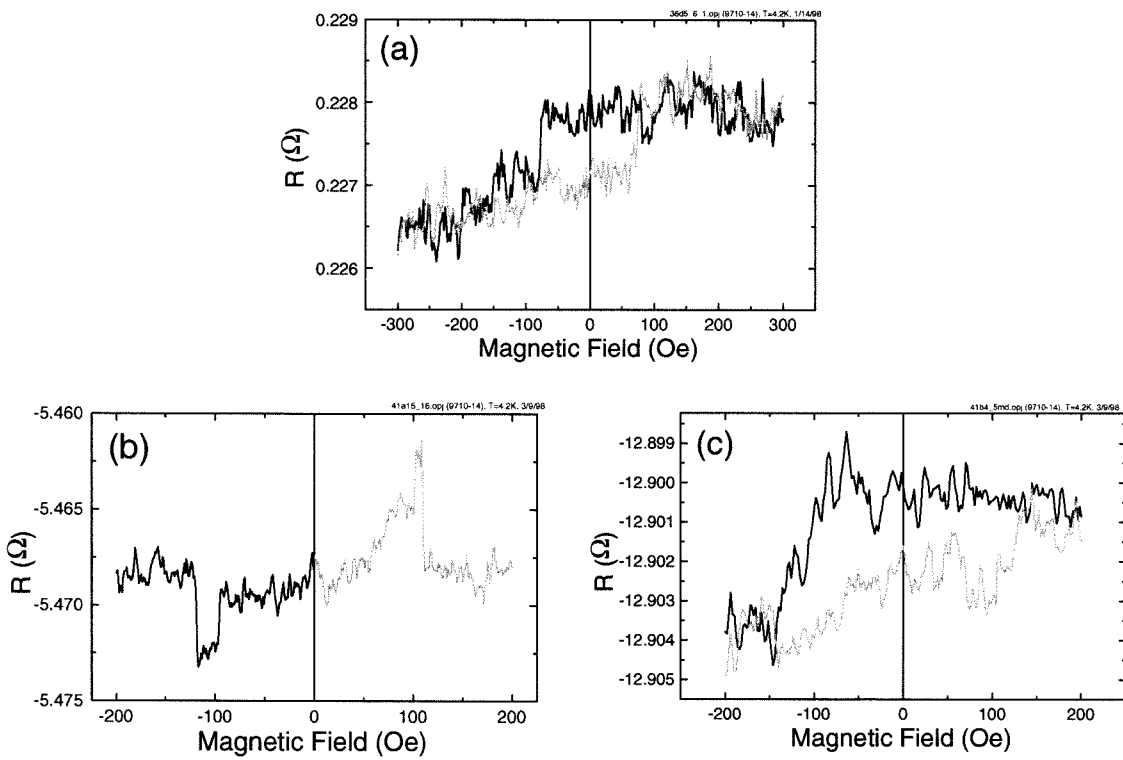 36d5_6_1.opj (9710-14), T=4.2K, 1/14/98
(a)
0.229
0.228
0.227
0.226
R (Ω)
-300 -200 -100 0 100 200 300
Magnetic Field (Oe)
41a15_16.opj (9710-14), T=4.2K, 3/9/98
(b)
-5.460
-5.465
-5.470
-5.475
R (Ω)
-200 -100 0 100 200
Magnetic Field (Oe)
41b4_5md.opj (9710-14), T=4.2K, 3/9/98
(c)
-12.899
-12.900
-12.901
-12.902
-12.903
-12.904
-12.905
R (Ω)
-200 -100 0 100 200
Magnetic Field (Oe)